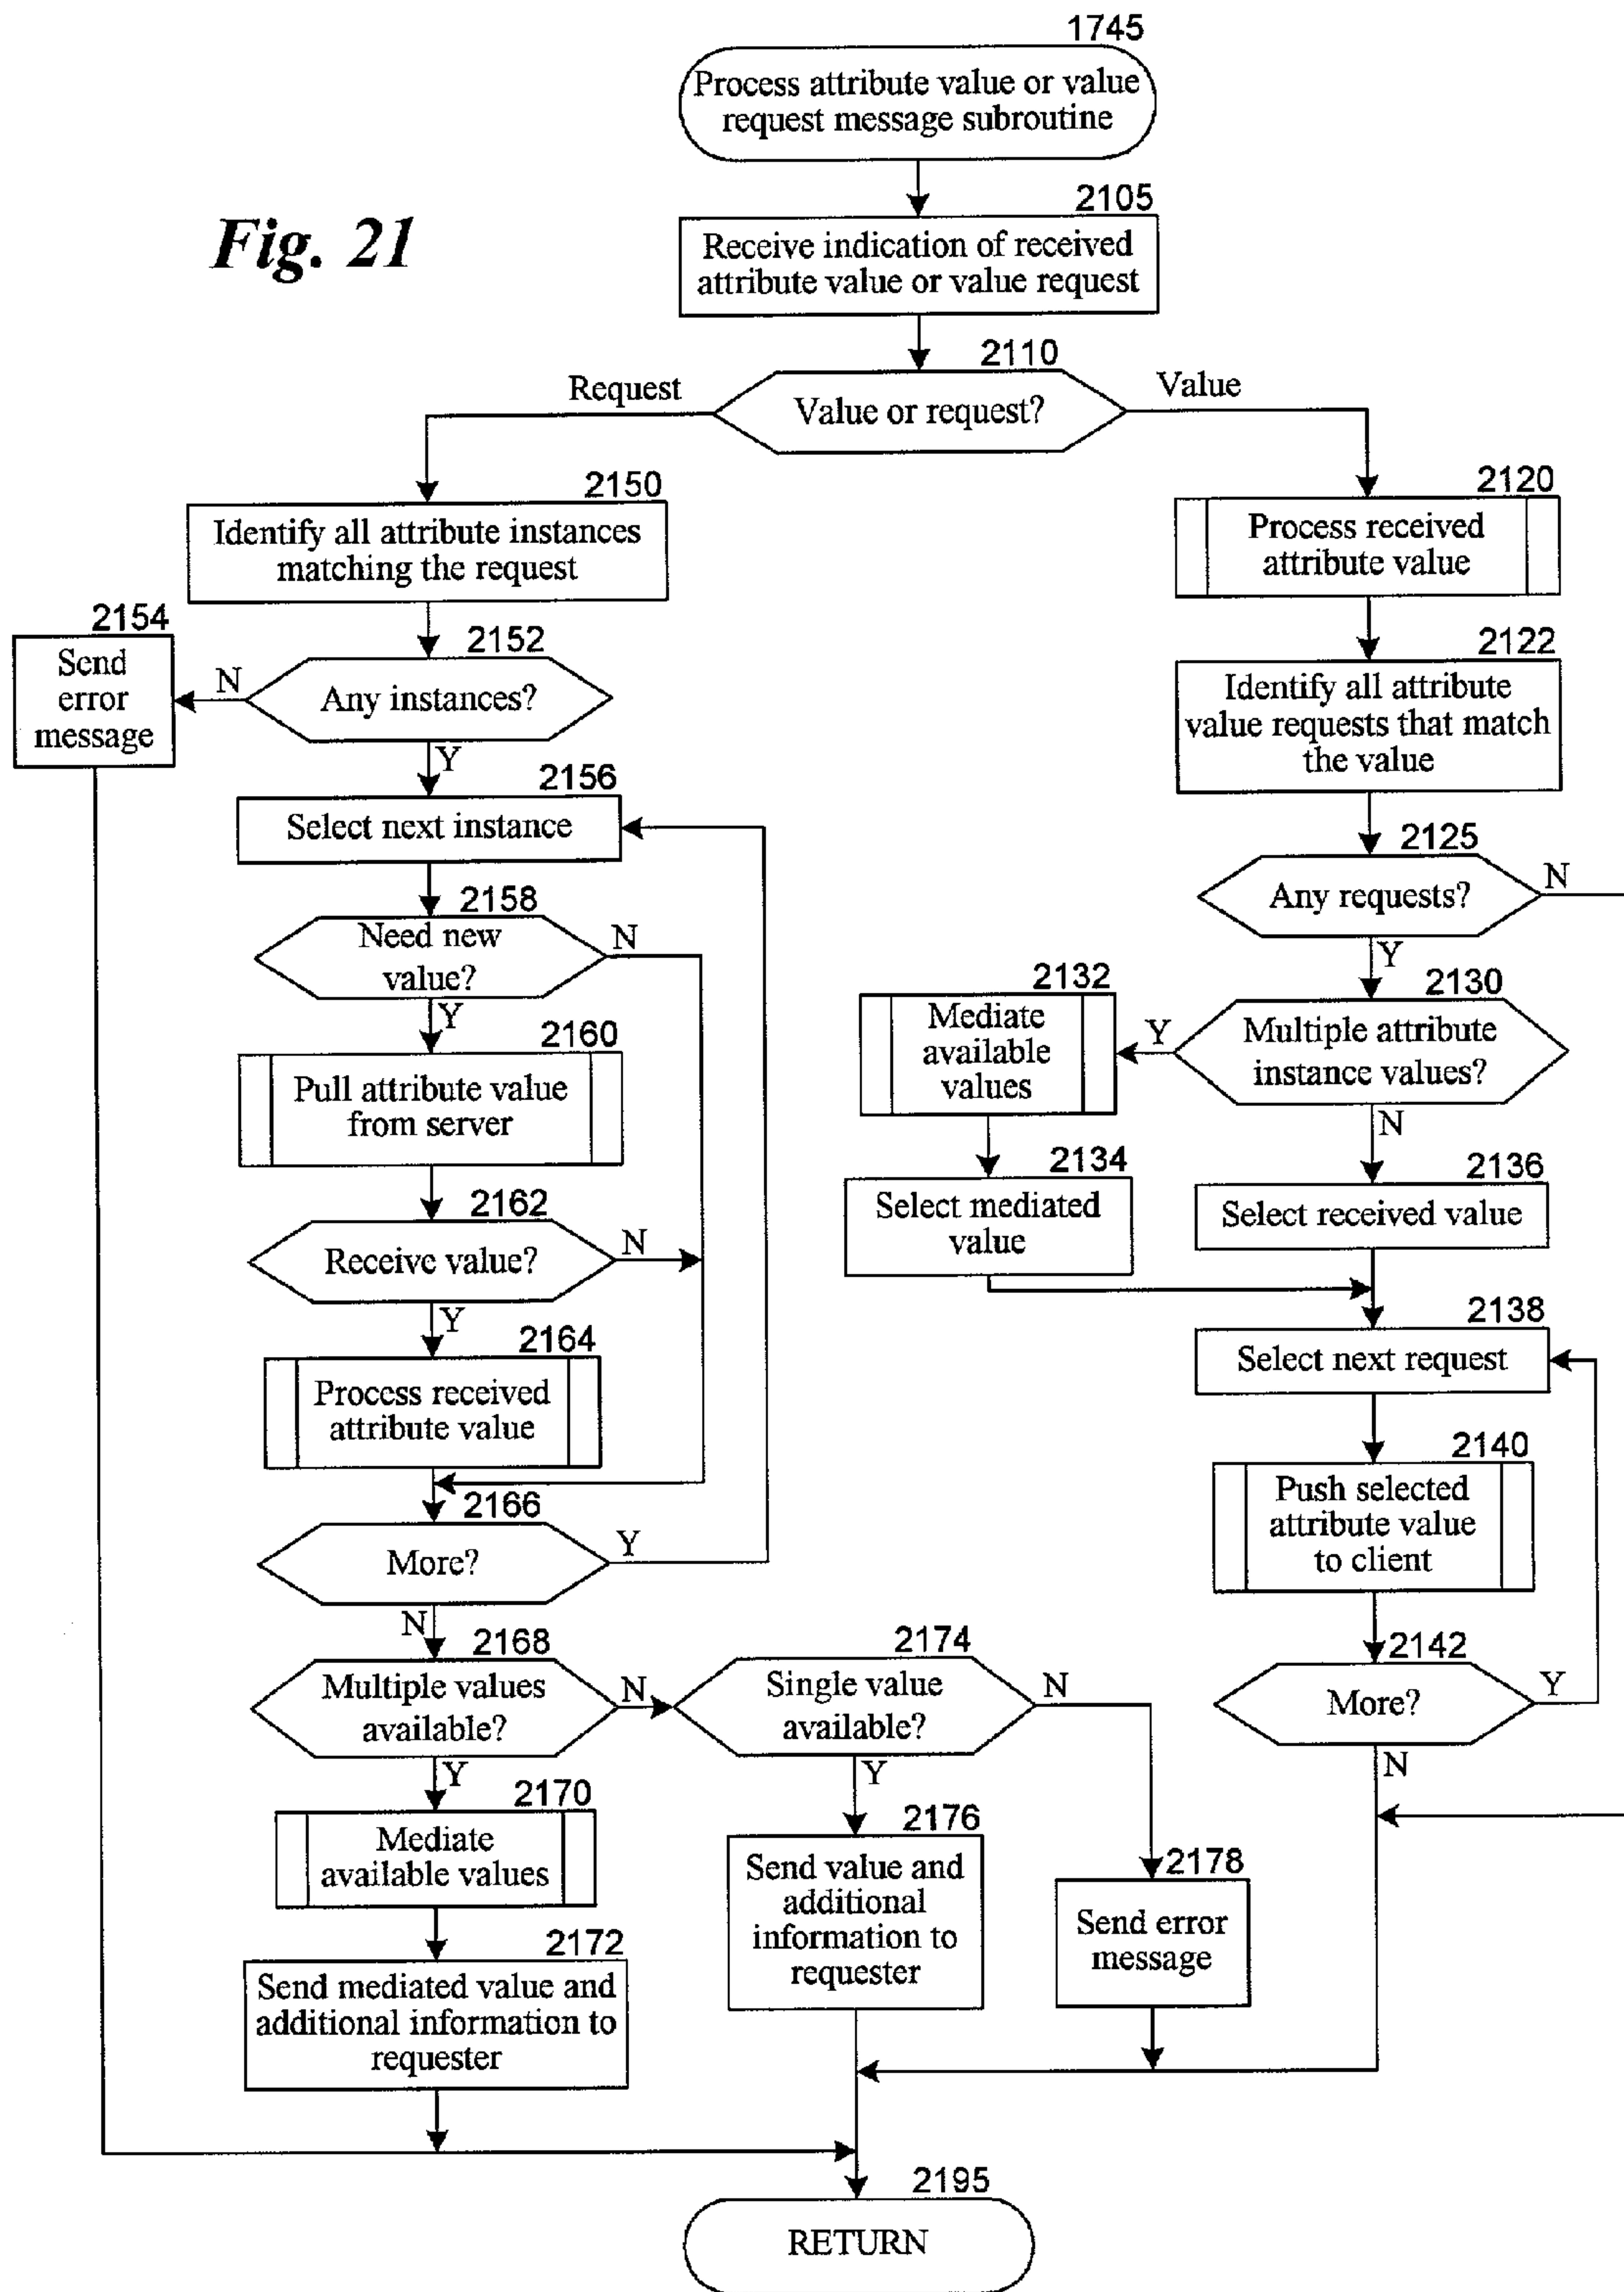 1745
Process attribute value or value
request message subroutine
Fig. 21
2105
Receive indication of received
attribute value or value request
2110
Request
Value or request?
Value
2150
Identify all attribute instances
matching the request
2154
Send
error
message
2152
N
Any instances?
Y
2156
Select next instance
2158
Need new
value?
N
Y
2160
Pull attribute value
from server
2162
Receive value?
N
Y
2164
Process received
attribute value
2166
More?
Y
N
2168
Multiple values
available?
N
Y
2170
Mediate
available values
2172
Send mediated value and
additional information to
requester
2174
Single value
available?
N
Y
2176
Send value and
additional
information to
requester
2178
Send error
message
2120
Process received
attribute value
2122
Identify all attribute
value requests that match
the value
2125
Any requests?
N
Y
2130
Multiple attribute
instance values?
Y
N
2132
Mediate
available
values
2134
Select mediated
value
2136
Select received value
2138
Select next request
2140
Push selected
attribute value
to client
2142
More?
Y
N
2195
RETURN